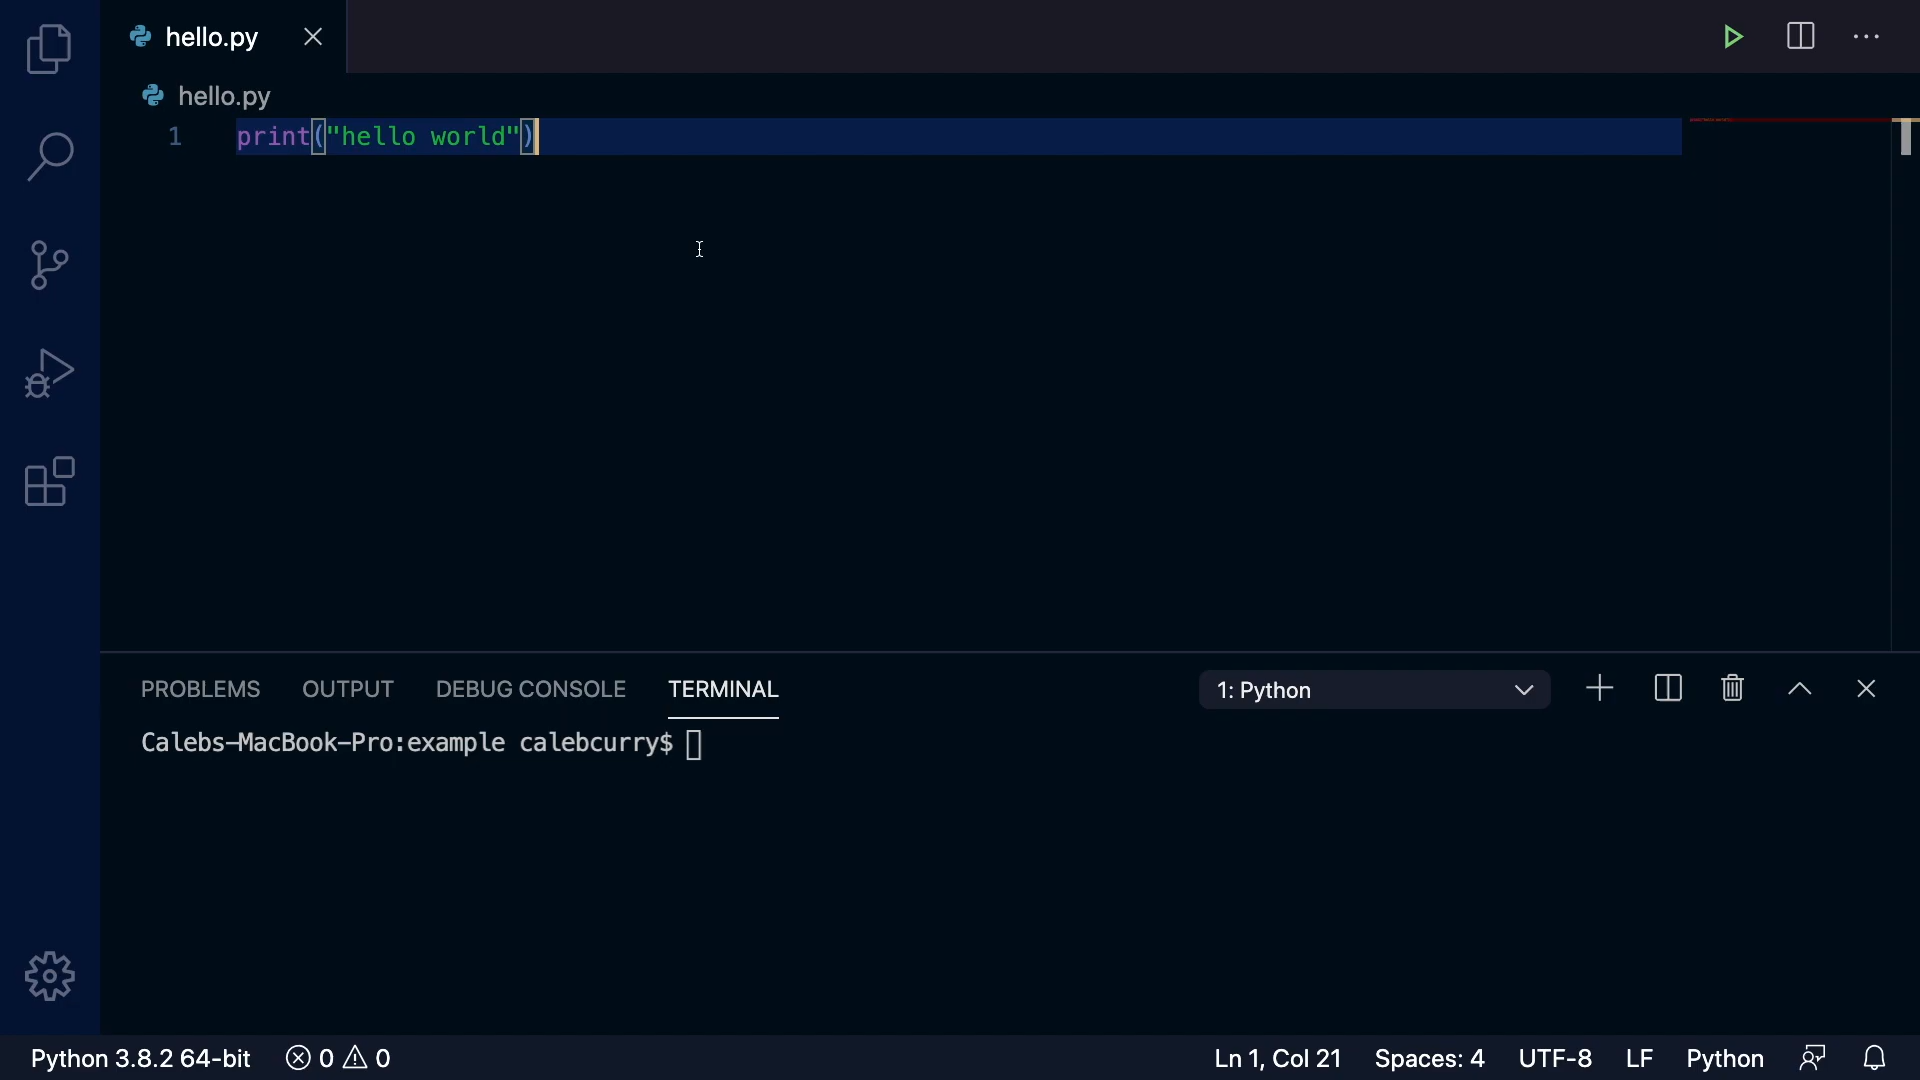 hello.py
hello.py
1 print("hello world")
PROBLEMS OUTPUT DEBUG CONSOLE TERMINAL 1: Python
Calebs-MacBook-Pro:example calebcurry$
Python 3.8.2 64-bit 0 0 Ln 1, Col 21 Spaces: 4 UTF-8 LF Python